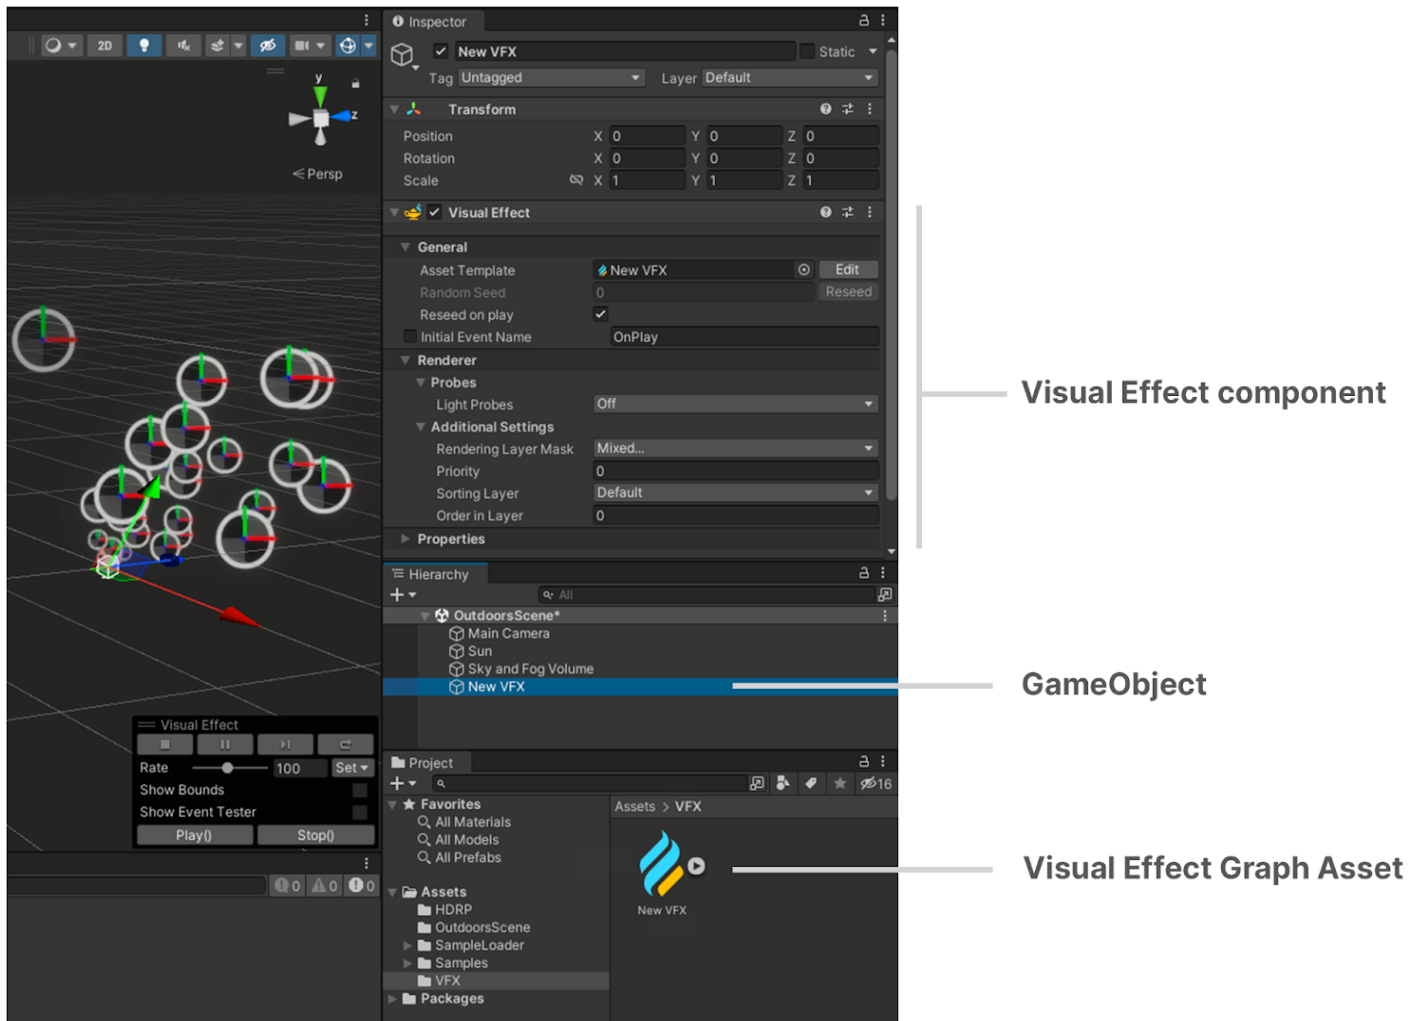 2D
y
z
Persp
Visual Effect
Rate 100 Set
Show Bounds
Show Event Tester
Play() Stop()
0 0 0
Inspector
New VFX Static
Tag Untagged Layer Default
Transform
Position X 0 Y 0 Z 0
Rotation X 0 Y 0 Z 0
Scale X 1 Y 1 Z 1
Visual Effect
General
Asset Template New VFX Edit
Random Seed 0 Reseed
Reseed on play
Initial Event Name OnPlay
Renderer
Probes
Light Probes Off
Additional Settings
Rendering Layer Mask Mixed...
Priority 0
Sorting Layer Default
Order in Layer 0
Properties
Hierarchy
All
OutdoorsScene*
Main Camera
Sun
Sky and Fog Volume
New VFX
Project
16
Favorites
All Materials
All Models
All Prefabs
Assets
HDRP
OutdoorsScene
SampleLoader
Samples
VFX
Packages
Assets > VFX
New VFX
Visual Effect component
GameObject
Visual Effect Graph Asset